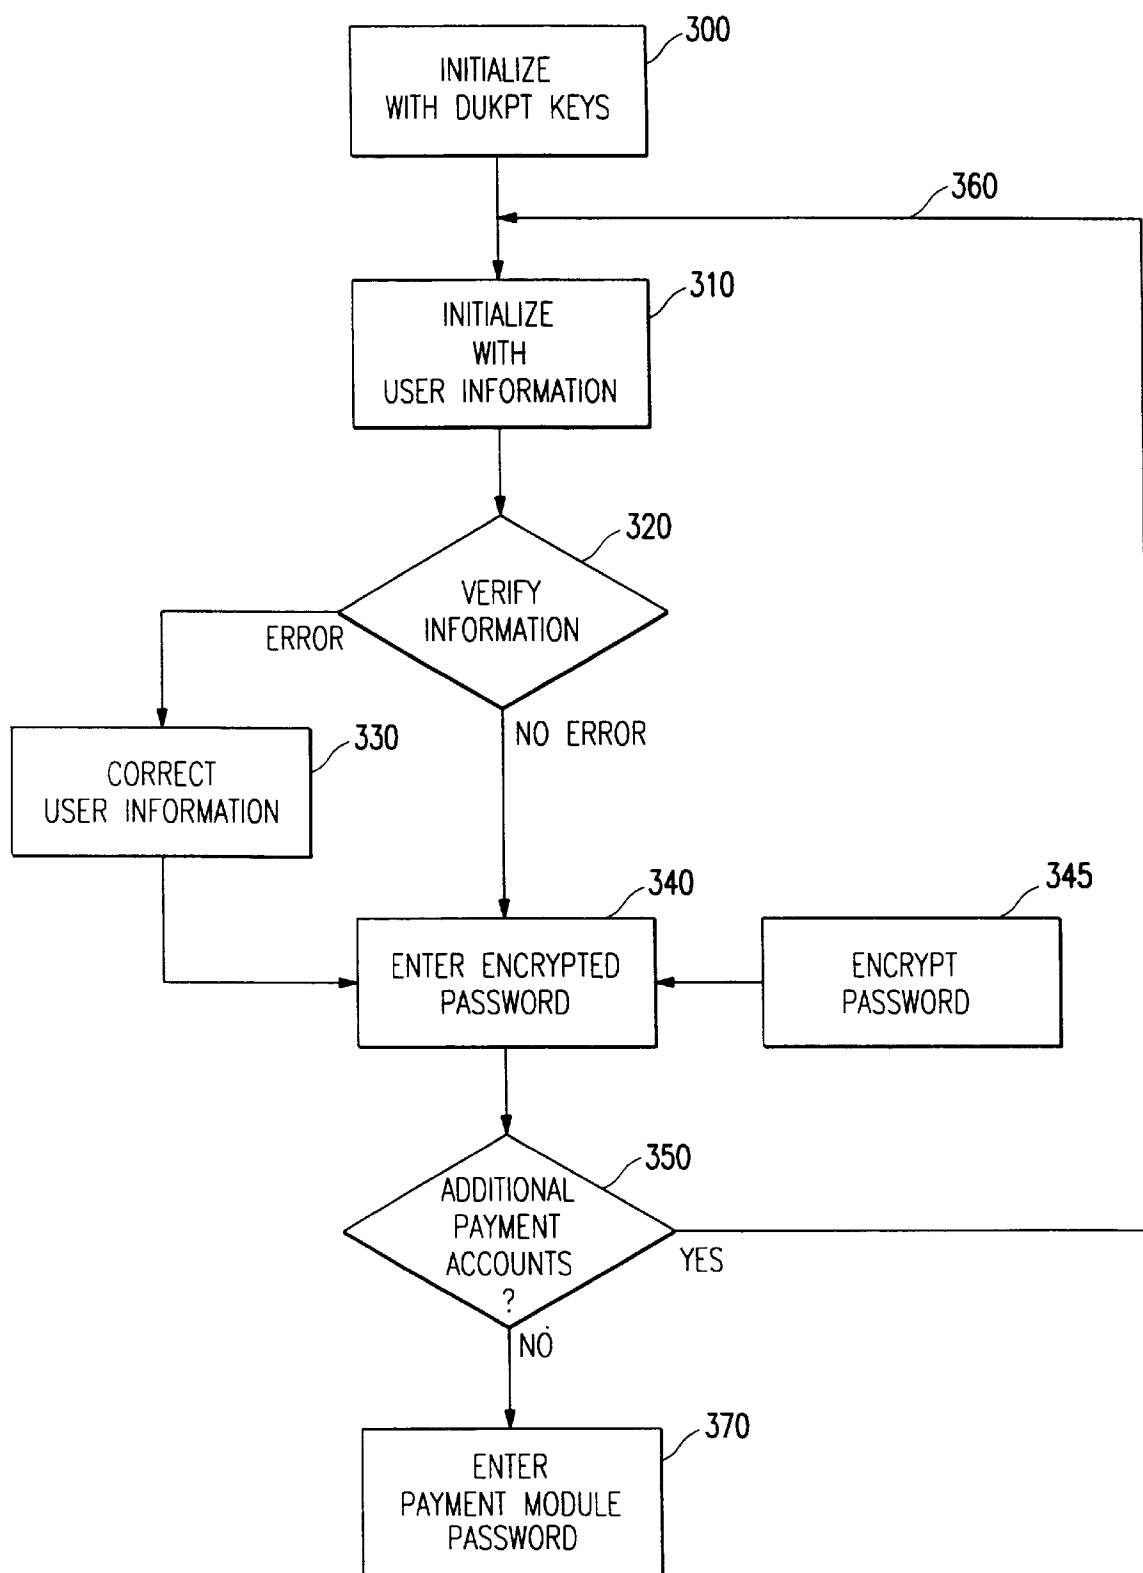 300
INITIALIZE
WITH DUKPT KEYS
360
310
INITIALIZE
WITH
USER INFORMATION
320
VERIFY
INFORMATION
ERROR
NO ERROR
330
CORRECT
USER INFORMATION
340
ENTER ENCRYPTED
PASSWORD
345
ENCRYPT
PASSWORD
350
ADDITIONAL
PAYMENT
ACCOUNTS
?
YES
NO
370
ENTER
PAYMENT MODULE
PASSWORD